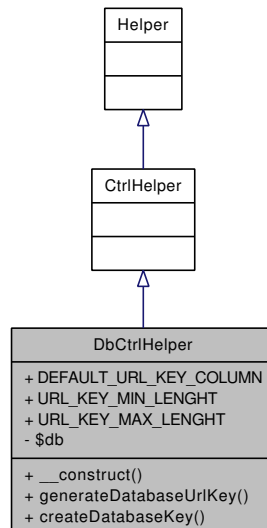 Helper
CtrlHelper
DbCtrlHelper
+ DEFAULT_URL_KEY_COLUMN
+ URL_KEY_MIN_LENGHT
+ URL_KEY_MAX_LENGHT
- $db
+ __construct()
+ generateDatabaseUrlKey()
+ createDatabaseKey()